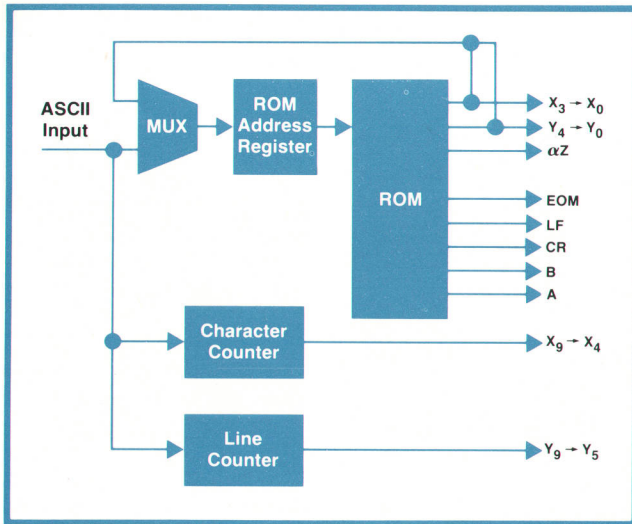 ASCII
Input
MUX
ROM
Address
Register
ROM
X₃ → X₀
Y₄ → Y₀
αZ
EOM
LF
CR
B
A
Character
Counter
X₉ → X₄
Line
Counter
Y₉ → Y₅